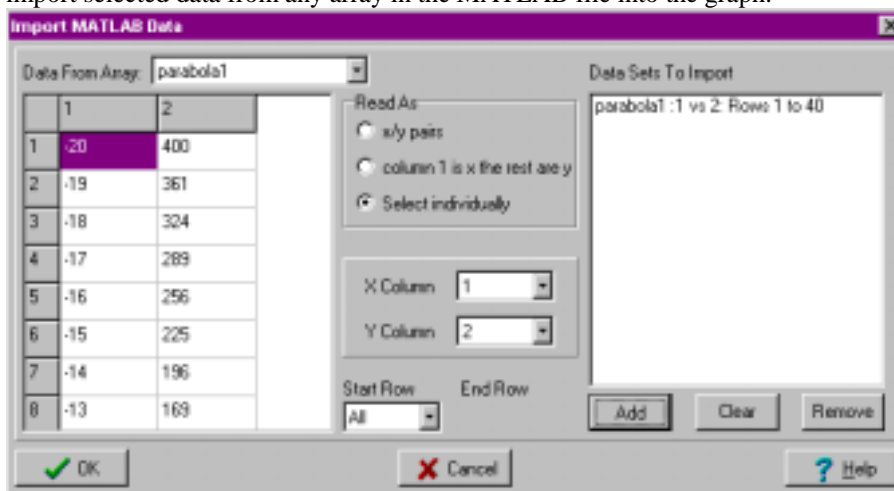 import selected data from any array in the MATLAB file into the graph.
Import MATLAB Data
Data From Array: parabola1
1 2
1 -20 400
2 -19 361
3 -18 324
4 -17 289
5 -16 256
6 -15 225
7 -14 196
8 -13 169
Read As
x/y pairs
column 1 is x the rest are y
Select individually
X Column 1
Y Column 2
Start Row End Row
All
Data Sets To Import
parabola1 :1 vs 2: Rows 1 to 40
Add Clear Remove
OK Cancel Help